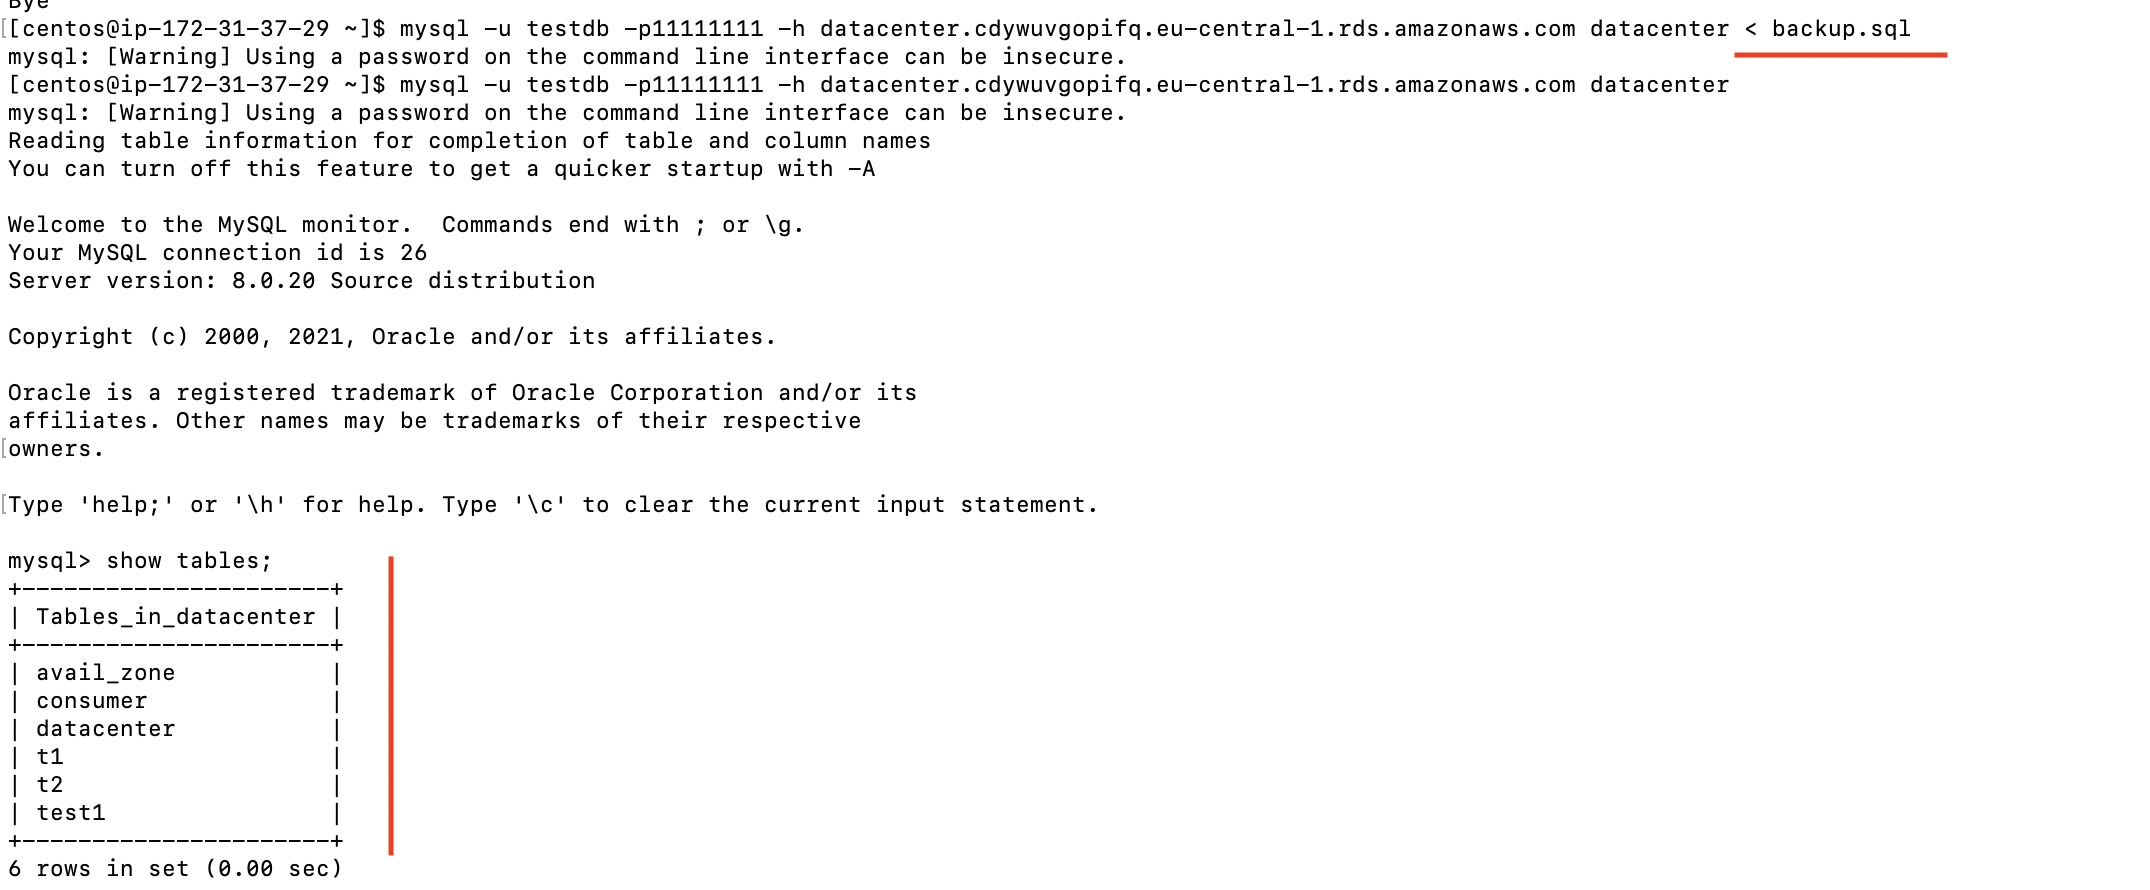 Bye
[[centos@ip-172-31-37-29 ~]$ mysql -u testdb -p11111111 -h datacenter.cdywuvgopifq.eu-central-1.rds.amazonaws.com datacenter < backup.sql
mysql: [Warning] Using a password on the command line interface can be insecure.
[centos@ip-172-31-37-29 ~]$ mysql -u testdb -p11111111 -h datacenter.cdywuvgopifq.eu-central-1.rds.amazonaws.com datacenter
mysql: [Warning] Using a password on the command line interface can be insecure.
Reading table information for completion of table and column names
You can turn off this feature to get a quicker startup with -A

Welcome to the MySQL monitor.  Commands end with ; or \g.
Your MySQL connection id is 26
Server version: 8.0.20 Source distribution

Copyright (c) 2000, 2021, Oracle and/or its affiliates.

Oracle is a registered trademark of Oracle Corporation and/or its
affiliates. Other names may be trademarks of their respective
[owners.

[Type 'help;' or '\h' for help. Type '\c' to clear the current input statement.

mysql> show tables;
+----------------------+
| Tables_in_datacenter |
+----------------------+
| avail_zone           |
| consumer             |
| datacenter           |
| t1                   |
| t2                   |
| test1                |
+----------------------+
6 rows in set (0.00 sec)